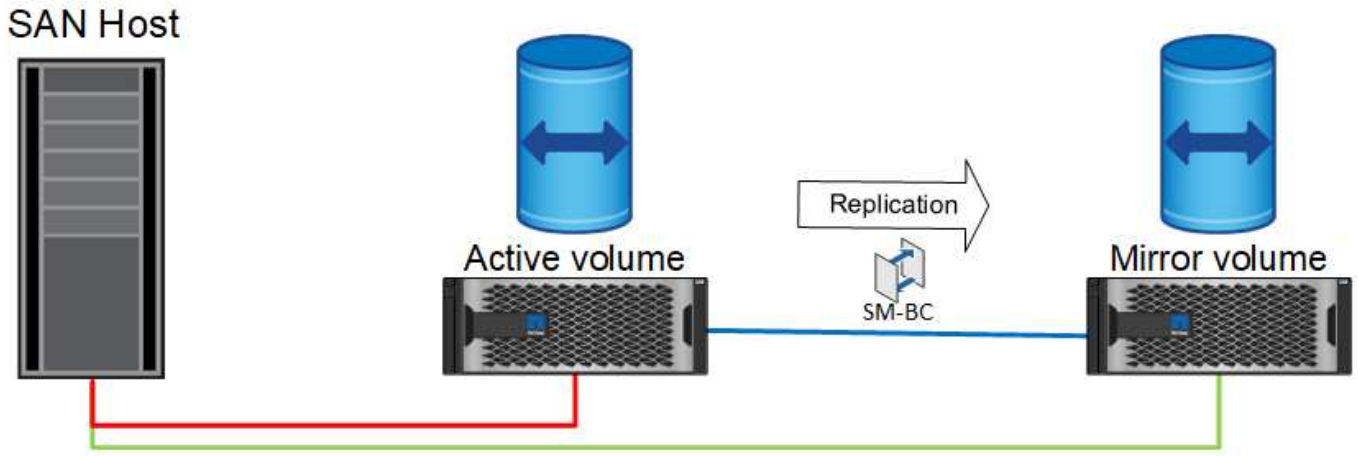 SAN Host
Replication
Active volume
Mirror volume
SM-BC